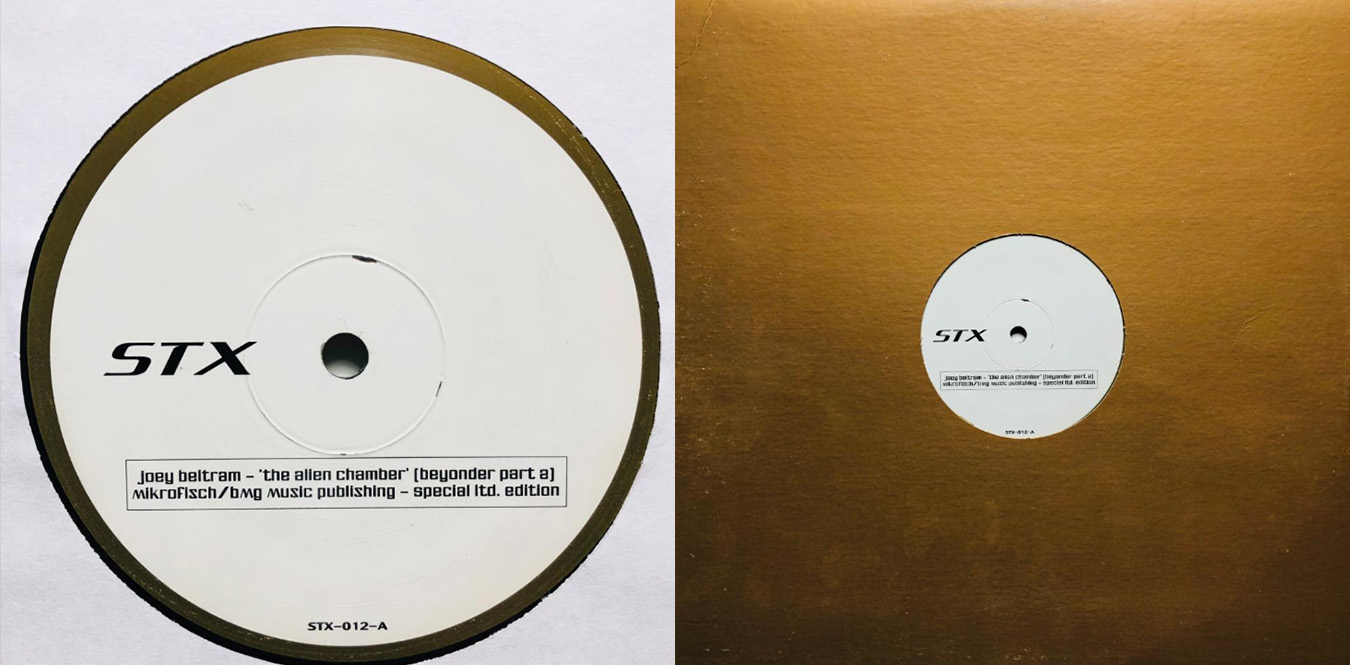 STX
joey beltram - 'the alien chamber' (beyonder part a)
mikrofisch/bmg music publishing - special ltd. edition
STX-012-A
STX
joey beltram - 'the alien chamber' (beyonder part a)
mikrofisch/bmg music publishing - special ltd. edition
STX-012-A